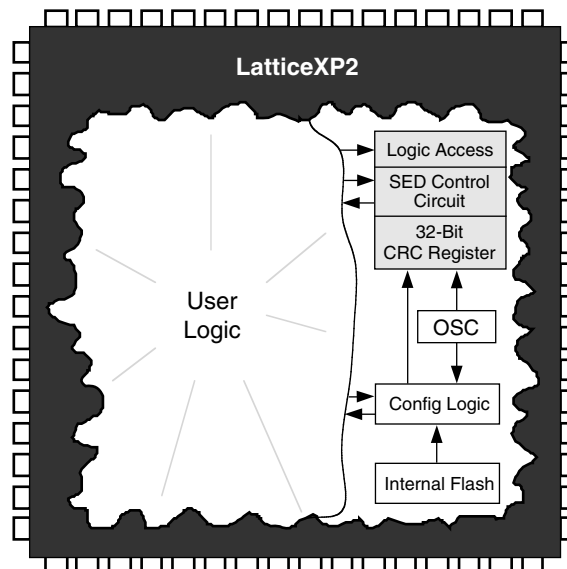 LatticeXP2
Logic Access
SED Control
Circuit
32-Bit
CRC Register
User
Logic
OSC
Config Logic
Internal Flash